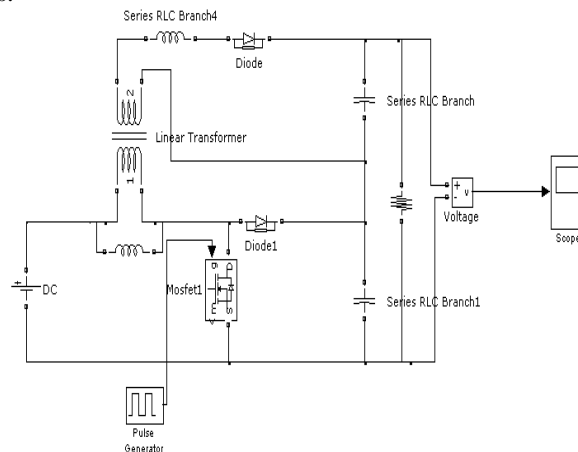 Series RLC Branch4
Diode
Series RLC Branch
2
Linear Transformer
1
+
v
-
Voltage
Scope
Diode1
+
DC
g
D
Mosfet1
m
S
Series RLC Branch1
Pulse
Generator